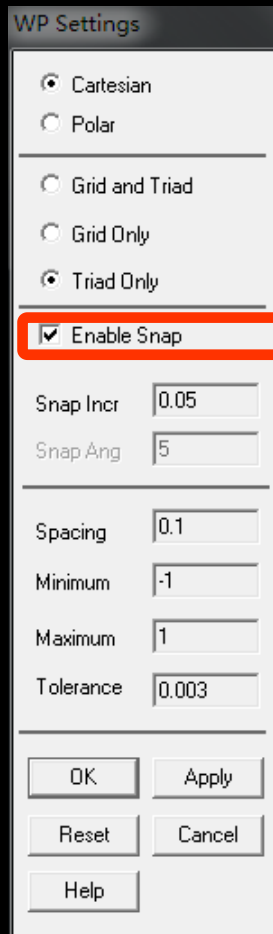 WP Settings
Cartesian
Polar
Grid and Triad
Grid Only
Triad Only
Enable Snap
Snap Incr 0.05
Snap Ang 5
Spacing 0.1
Minimum -1
Maximum 1
Tolerance 0.003
OK Apply
Reset Cancel
Help